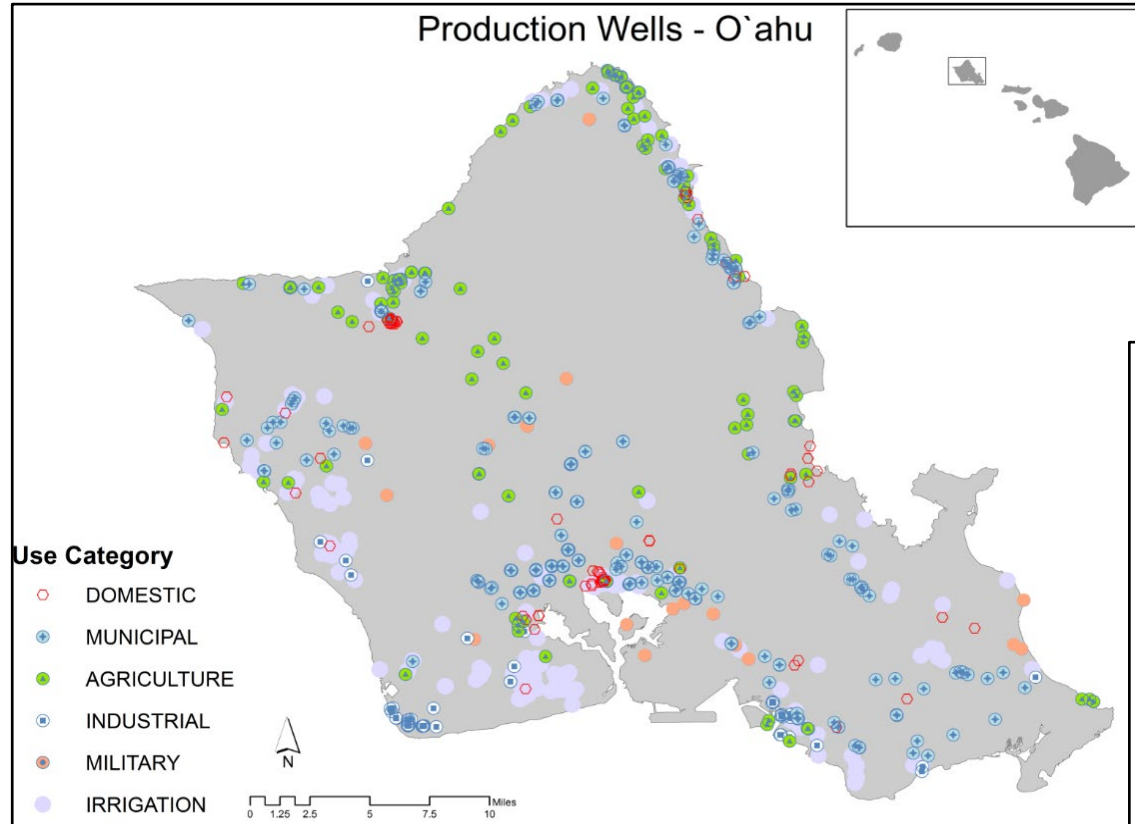 Production Wells - O`ahu
Use Category
DOMESTIC
MUNICIPAL
AGRICULTURE
INDUSTRIAL
MILITARY
IRRIGATION
N
Miles
0 1.25 2.5 5 7.5 10